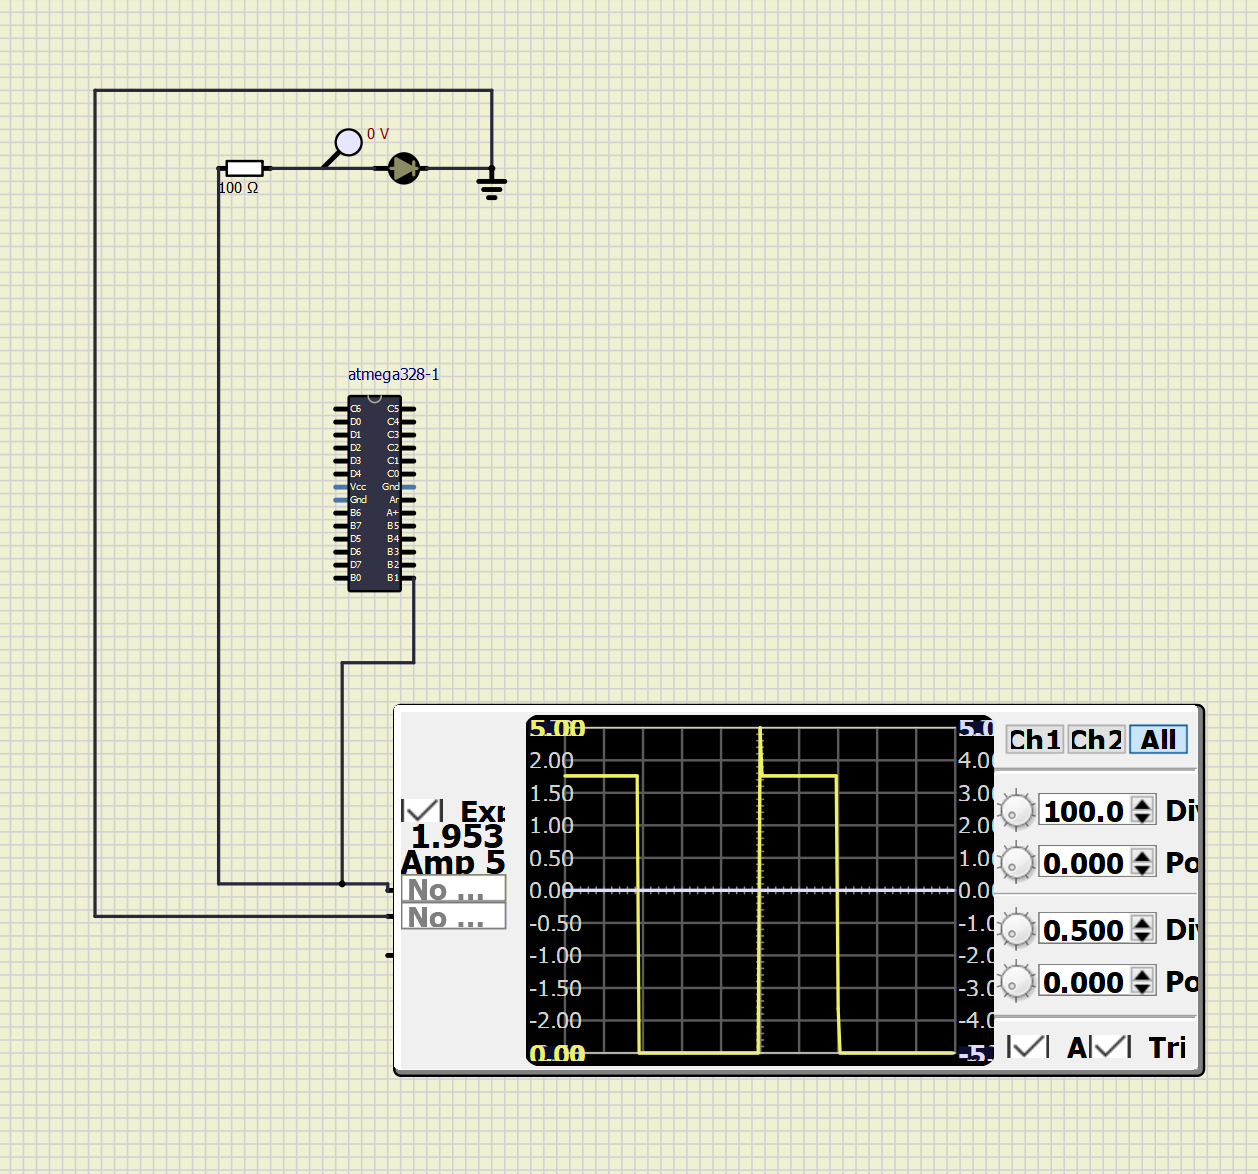 0 V
100 Ω
atmega328-1
C6 C5
D0 C4
D1 C3
D2 C2
D3 C1
D4 C0
Vcc Gnd
Gnd Ar
B6 A+
B7 B5
D5 B4
D6 B3
D7 B2
B0 B1
Exp
1.953
Amp 5
No ...
No ...
5.00
2.00
1.50
1.00
0.50
0.00
-0.50
-1.00
-1.50
-2.00
0.00
5.0
4.0
3.0
2.0
1.0
0.0
-1.0
-2.0
-3.0
-4.0
-5
Ch1 Ch2 All
100.0 Div
0.000 Po
0.500 Div
0.000 Po
A Tri